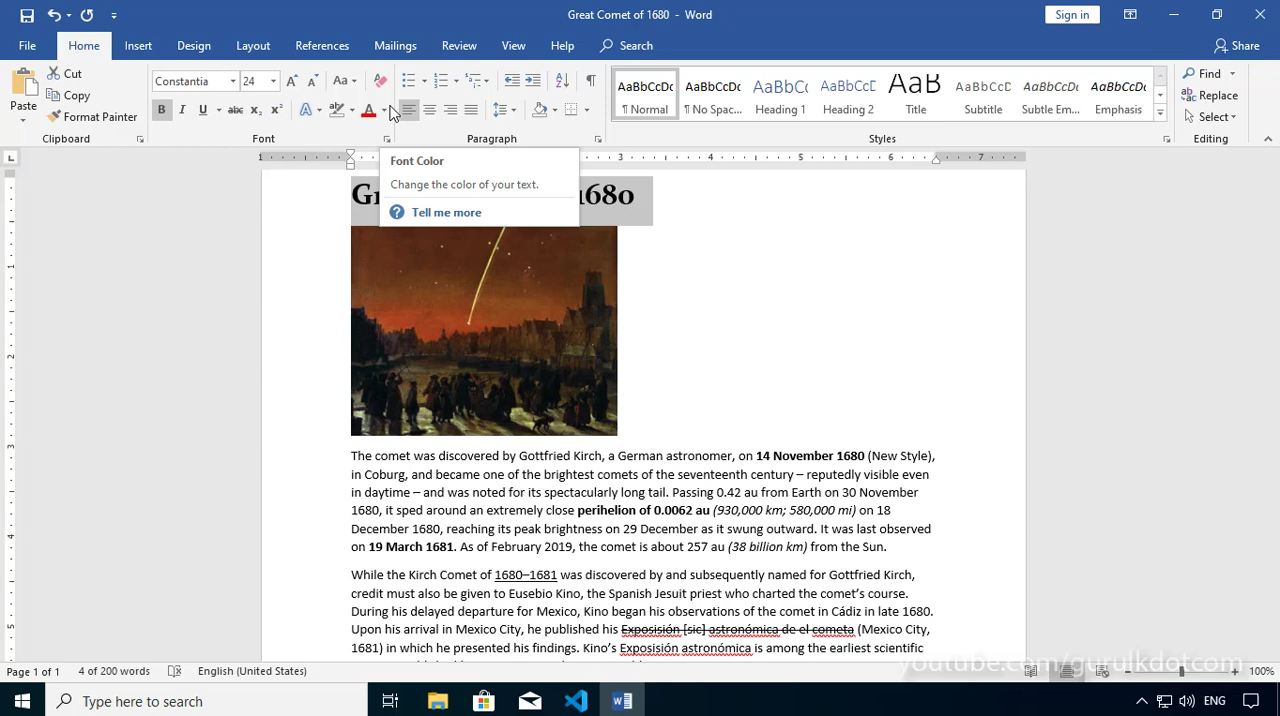 Great Comet of 1680 - Word
Sign in
File Home Insert Design Layout References Mailings Review View Help Search Share
Paste
Cut
Copy
Format Painter
Clipboard
Constantia 24
Font
Paragraph
AaBbCcDc AaBbCcDc AaBbCc AaBbCcD AaB AaBbCcD AaBbCcDc AaBbCcDc
¶ Normal ¶ No Spac... Heading 1 Heading 2 Title Subtitle Subtle Em... Emphasis
Styles
Find
Replace
Select
Editing
Font Color
Change the color of your text.
Tell me more
1680
The comet was discovered by Gottfried Kirch, a German astronomer, on 14 November 1680 (New Style),
in Coburg, and became one of the brightest comets of the seventeenth century – reputedly visible even
in daytime – and was noted for its spectacularly long tail. Passing 0.42 au from Earth on 30 November
1680, it sped around an extremely close perihelion of 0.0062 au (930,000 km; 580,000 mi) on 18
December 1680, reaching its peak brightness on 29 December as it swung outward. It was last observed
on 19 March 1681. As of February 2019, the comet is about 257 au (38 billion km) from the Sun.
While the Kirch Comet of 1680–1681 was discovered by and subsequently named for Gottfried Kirch,
credit must also be given to Eusebio Kino, the Spanish Jesuit priest who charted the comet's course.
During his delayed departure for Mexico, Kino began his observations of the comet in Cádiz in late 1680.
Upon his arrival in Mexico City, he published his Exposisión [sic] astronómica de el cometa (Mexico City,
1681) in which he presented his findings. Kino's Exposisión astronómica is among the earliest scientific
youtube.com/gurulkdotcom
Page 1 of 1 4 of 200 words English (United States) 100%
Type here to search
ENG